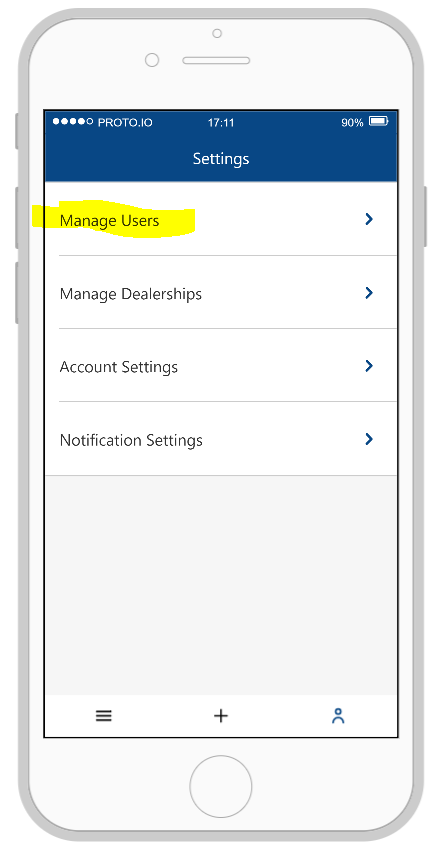 PROTO.IO 17:11 90%
Settings
Manage Users
Manage Dealerships
Account Settings
Notification Settings